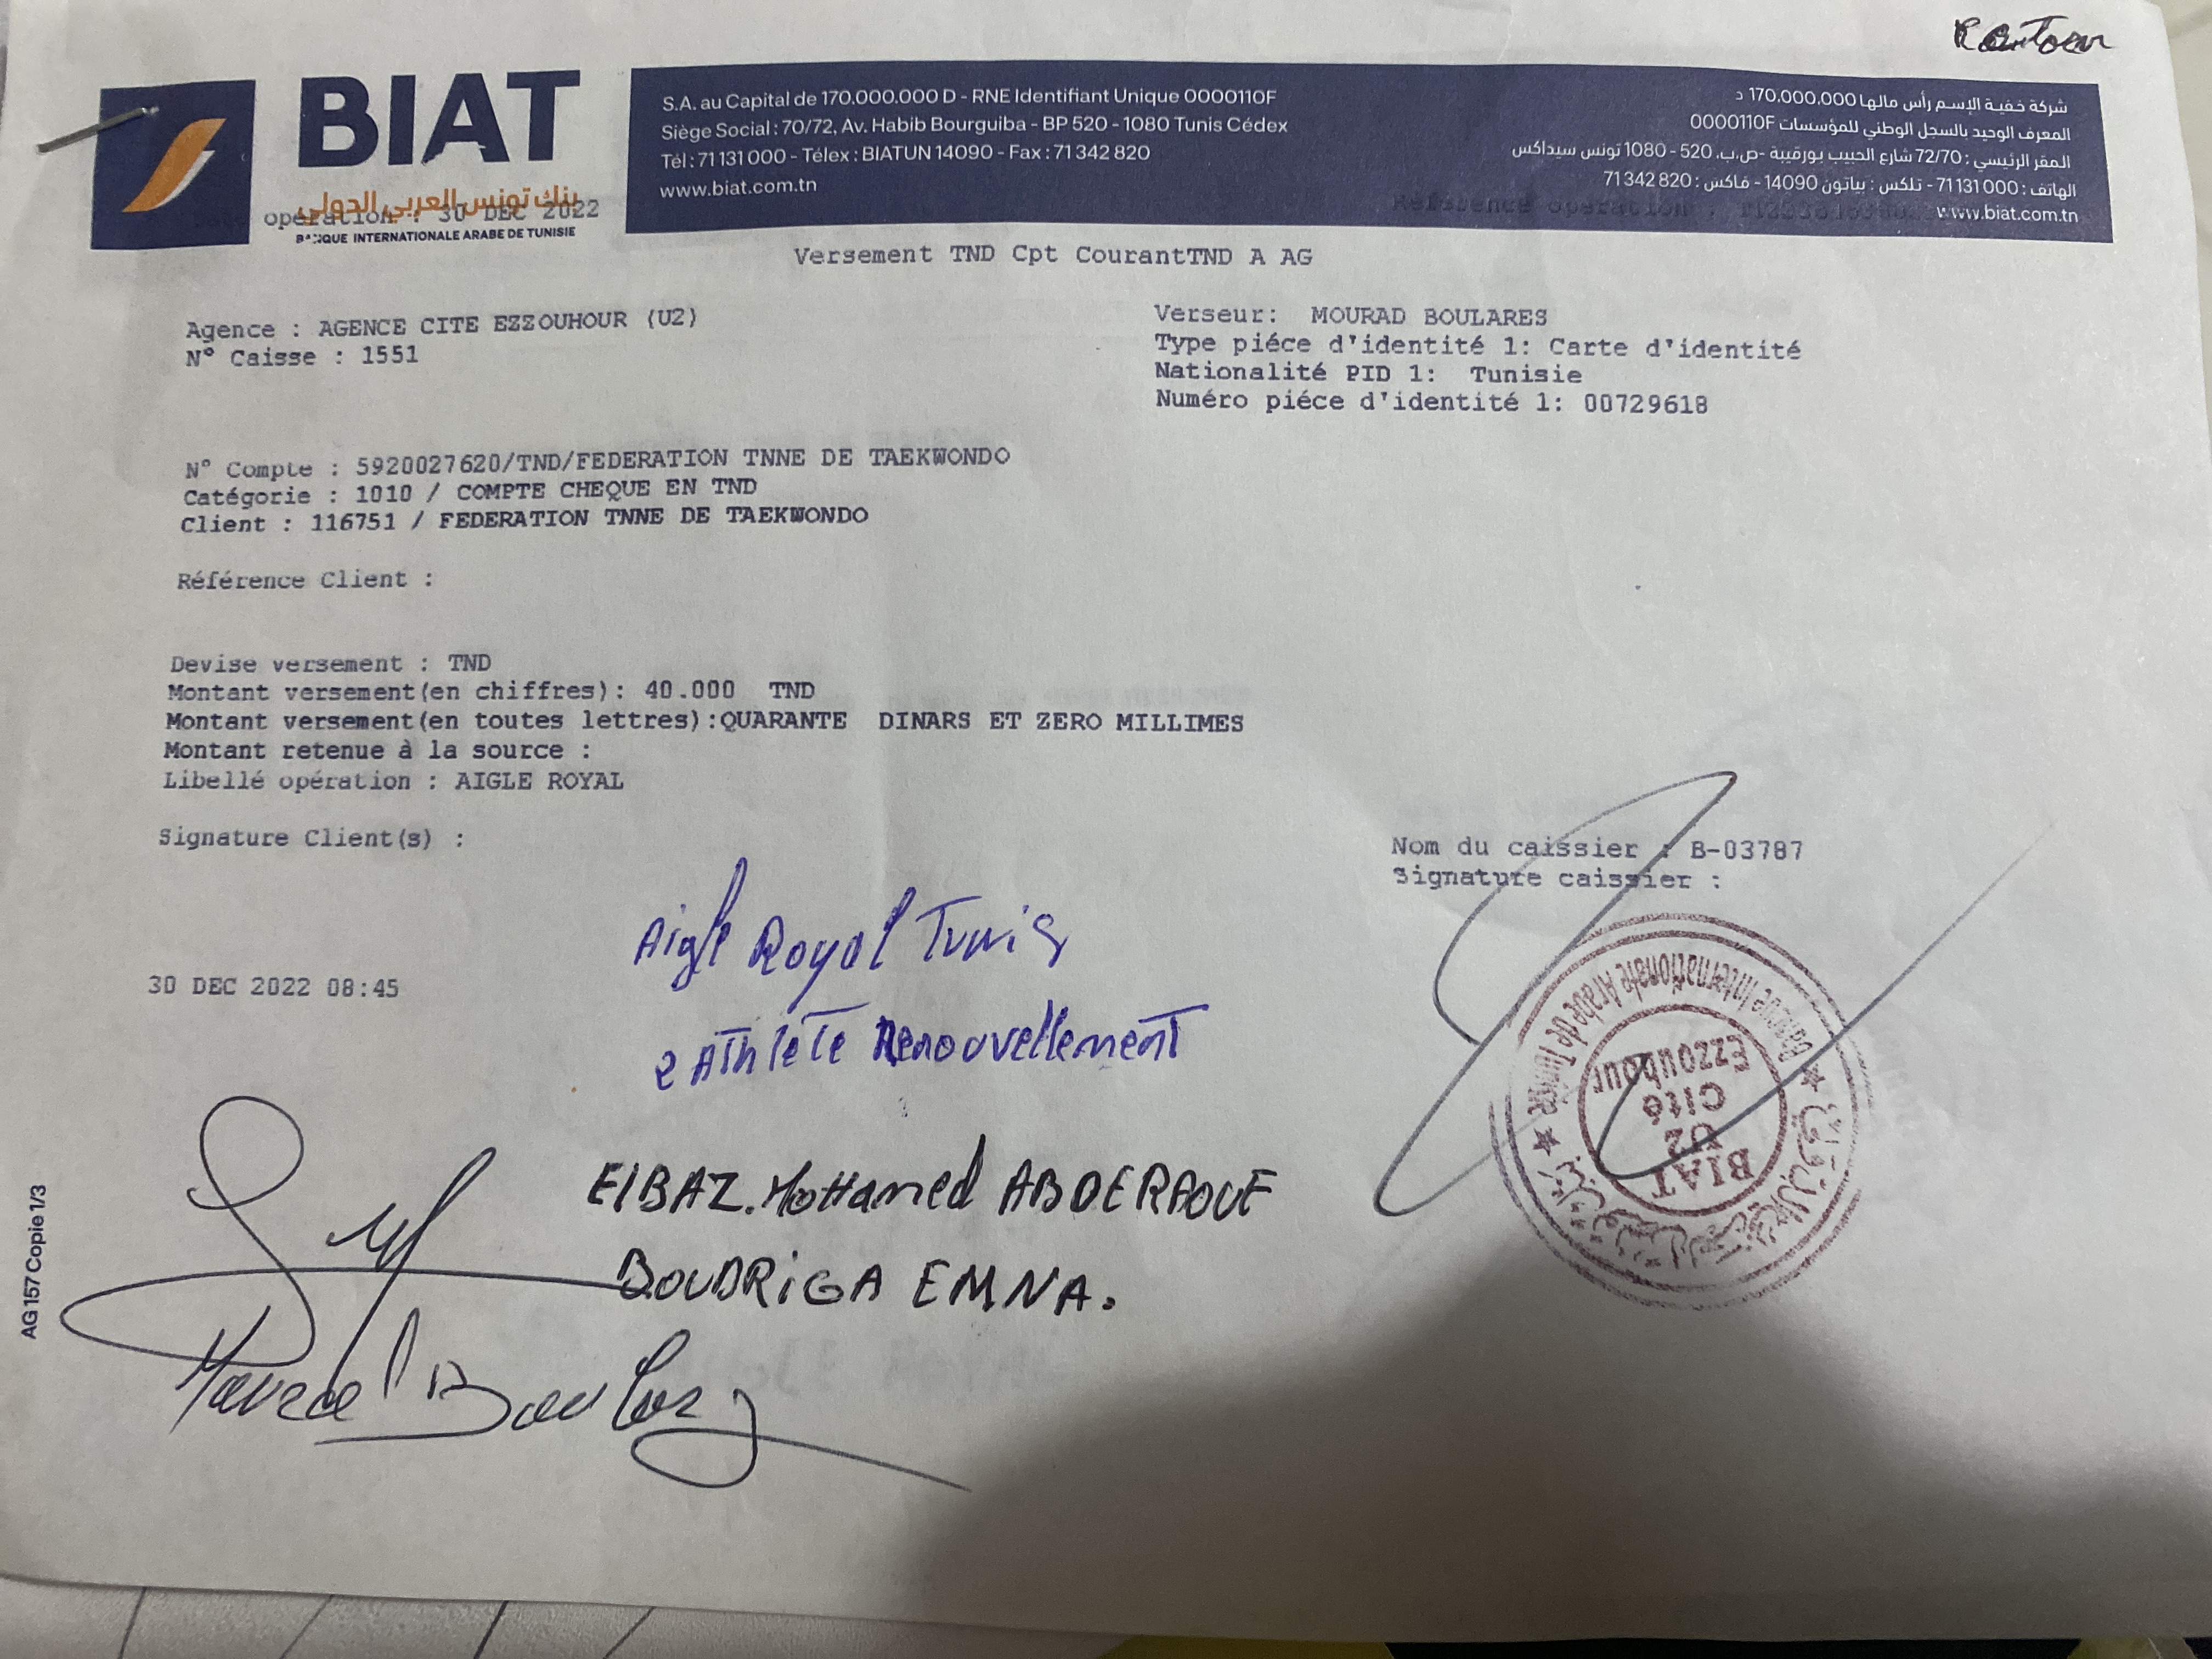 BIAT
بنك تونس العربي الدولي
BANQUE INTERNATIONALE ARABE DE TUNISIE
S.A. au Capital de 170.000.000 D - RNE Identifiant Unique 0000110F
Siège Social : 70/72, Av. Habib Bourguiba - BP 520 - 1080 Tunis Cédex
Tél : 71 131 000 - Télex : BIATUN 14090 - Fax : 71 342 820
www.biat.com.tn
شركة خفية الإسم رأس مالها 170.000.000 د
المعرف الوحيد بالسجل الوطني للمؤسسات 0000110F
المقر الرئيسي : 72/70 شارع الحبيب بورقيبة -ص.ب. 520 - 1080 تونس سيداكس
الهاتف : 71 131 000 - تلكس : بياتون 14090 - فاكس : 71 342 820
www.biat.com.tn
opération : 30 DEC 2022
Référence opération :
Versement TND Cpt CourantTND A AG
Agence : AGENCE CITE EZZOUHOUR (U2)
N° Caisse : 1551
Verseur: MOURAD BOULARES
Type piéce d'identité 1: Carte d'identité
Nationalité PID 1: Tunisie
Numéro piéce d'identité 1: 00729618
N° Compte : 5920027620/TND/FEDERATION TNNE DE TAEKWONDO
Catégorie : 1010 / COMPTE CHEQUE EN TND
Client : 116751 / FEDERATION TNNE DE TAEKWONDO
Référence Client :
Devise versement : TND
Montant versement(en chiffres): 40.000 TND
Montant versement(en toutes lettres):QUARANTE DINARS ET ZERO MILLIMES
Montant retenue à la source :
Libellé opération : AIGLE ROYAL
Signature Client(s) :
Nom du caissier : B-03787
Signature caissier :
Aigle Royal Tunis
2 Athlete Renouvellement
30 DEC 2022 08:45
ElBAZ.Mohamed ABDERAOUF
BOUDRiGA EMNA.
Banque Internationale Arabe de Tunisie
BIAT
U2
Cité
Ezzouhour
AG 157 Copie 1/3